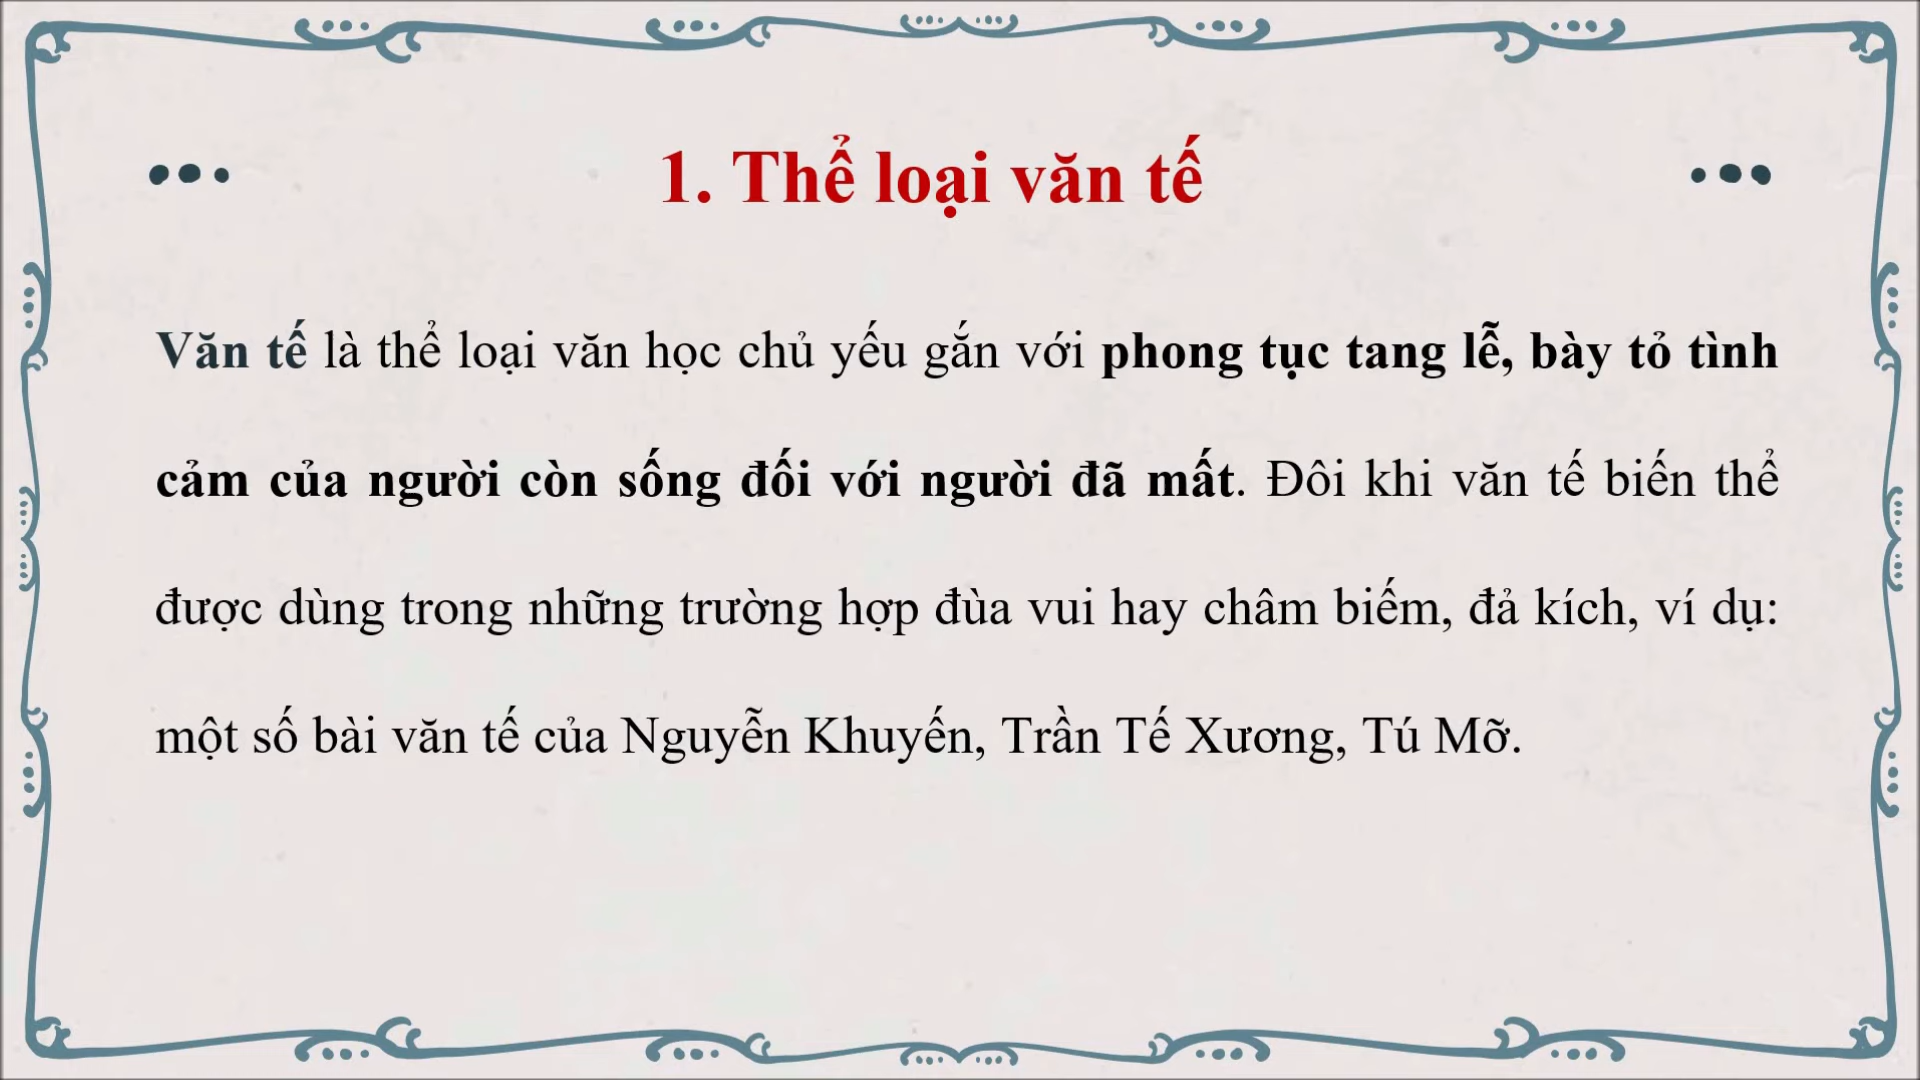 1. Thể loại văn tế
Văn tế là thể loại văn học chủ yếu gắn với phong tục tang lễ, bày tỏ tình
cảm của người còn sống đối với người đã mất. Đôi khi văn tế biến thể
được dùng trong những trường hợp đùa vui hay châm biếm, đả kích, ví dụ:
một số bài văn tế của Nguyễn Khuyến, Trần Tế Xương, Tú Mỡ.